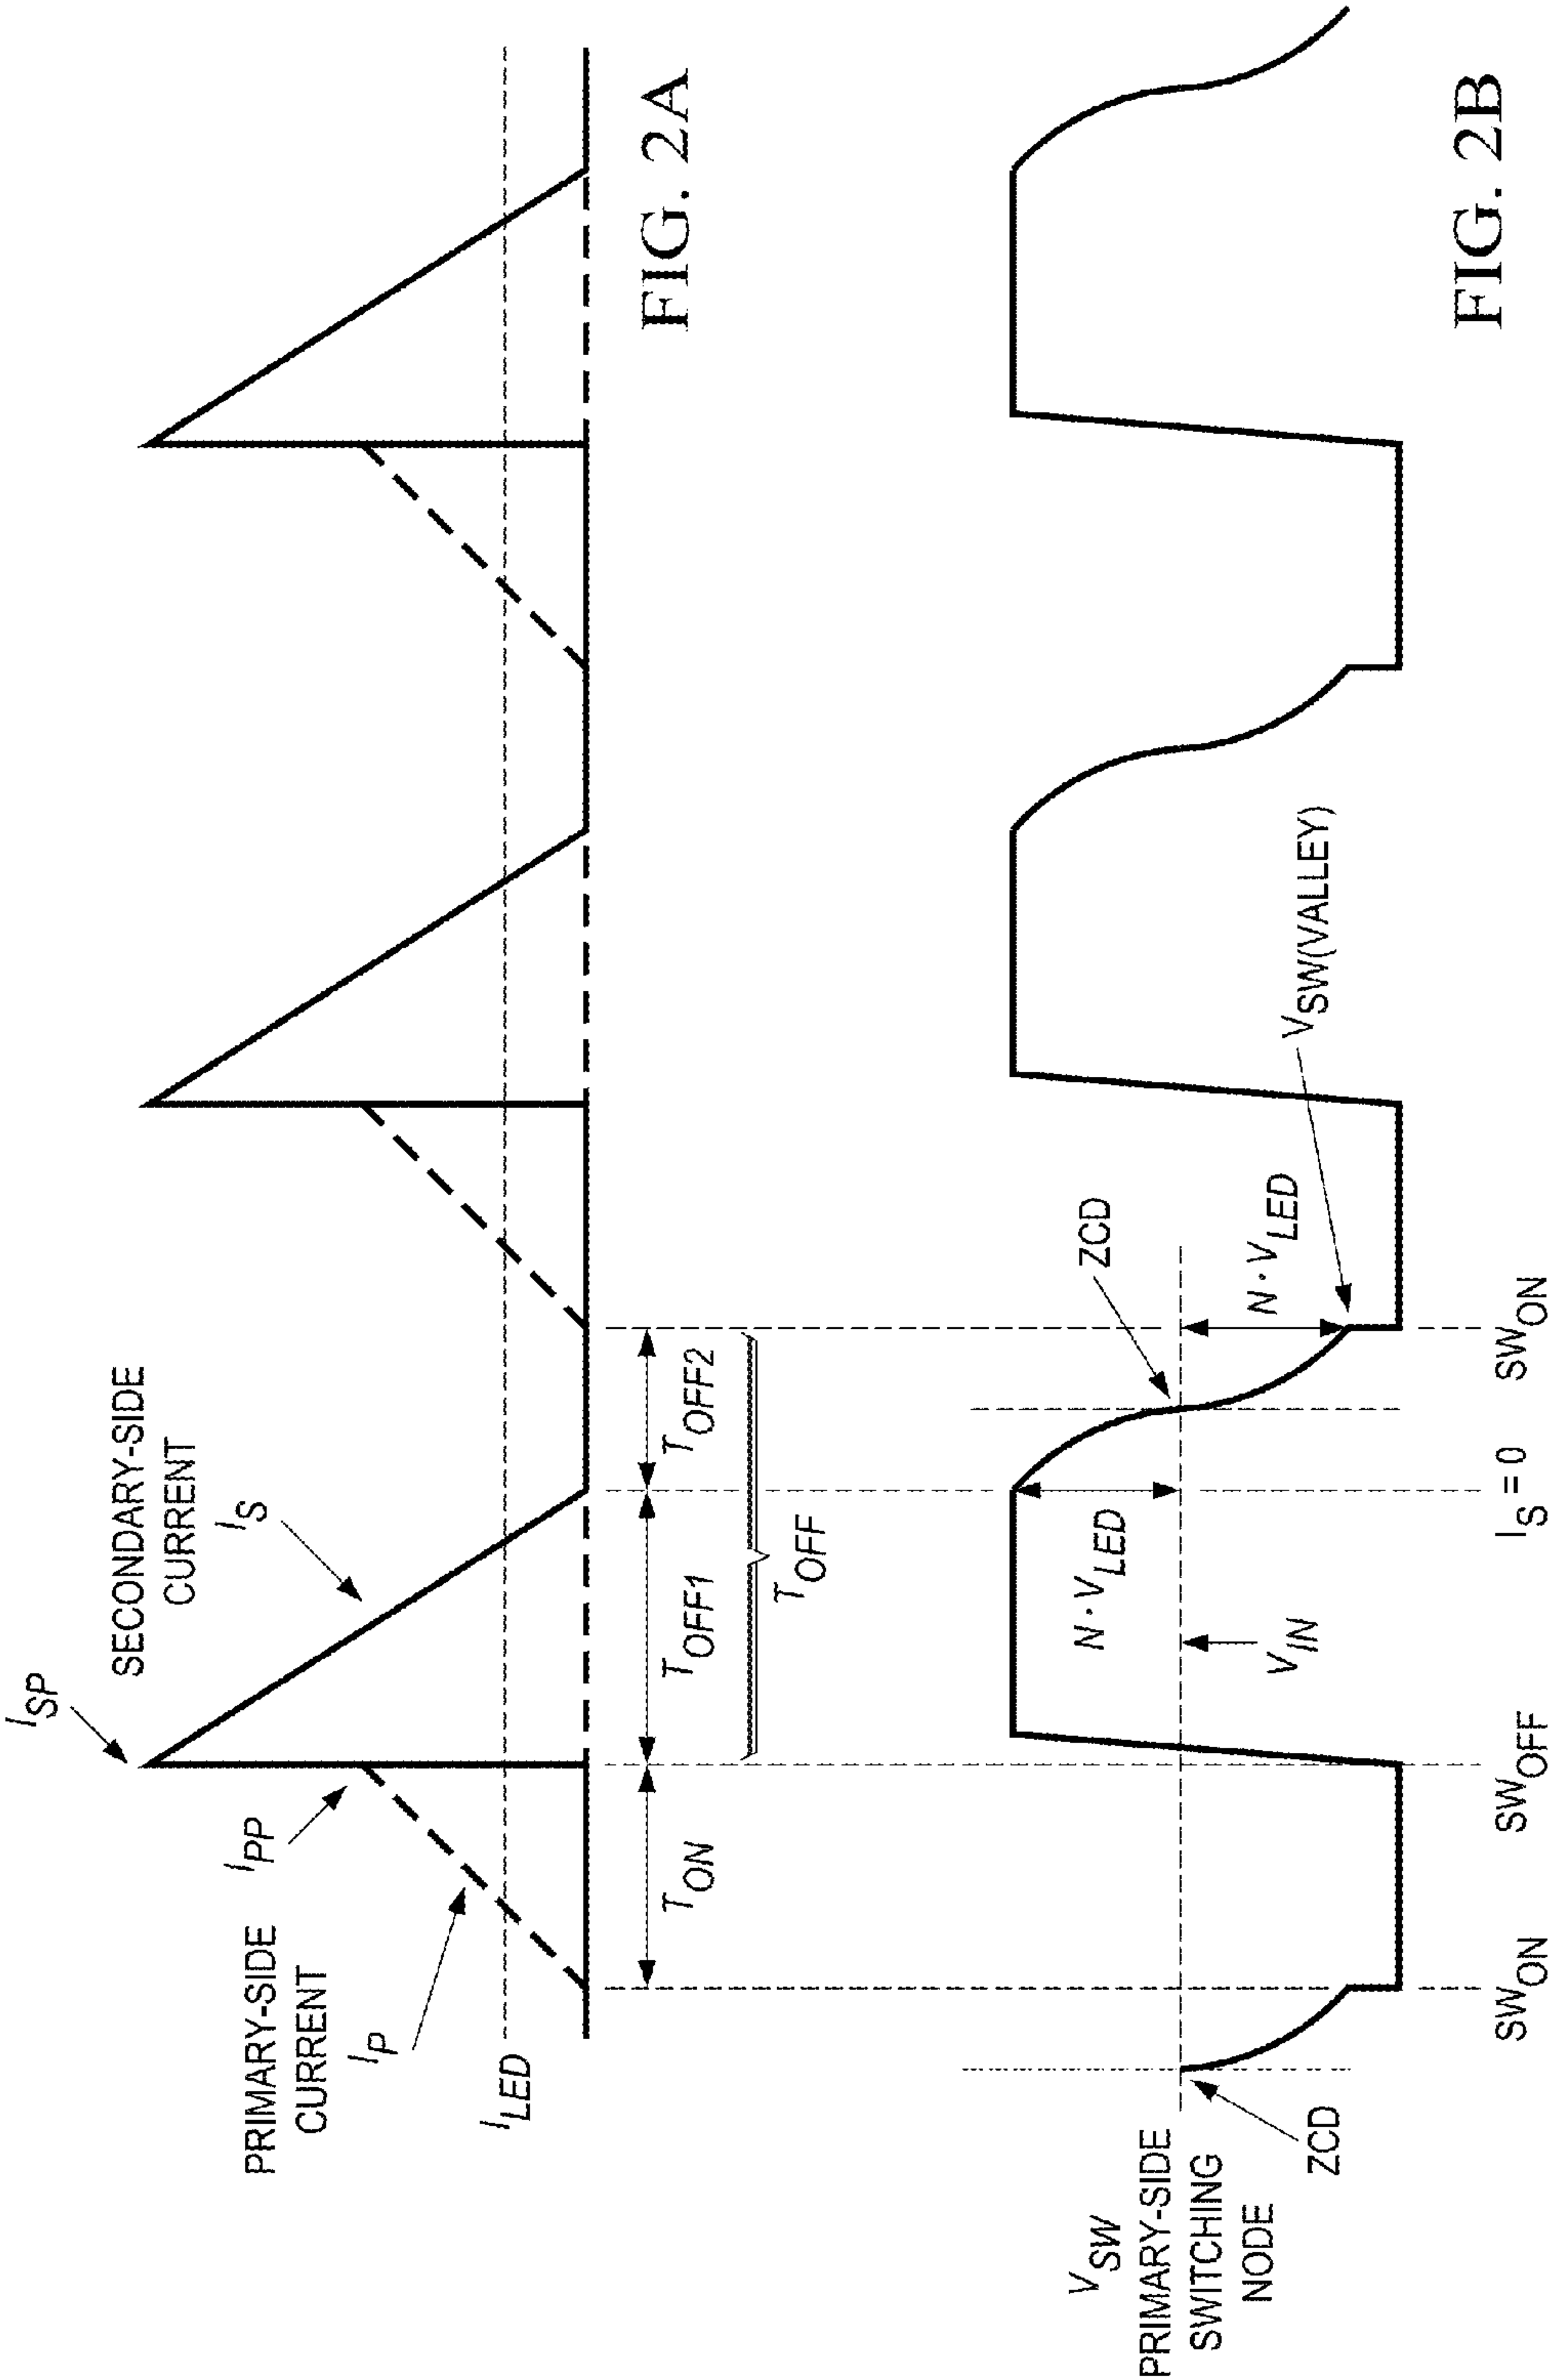 I_SP
SECONDARY-SIDE
CURRENT
I_S
PRIMARY-SIDE
CURRENT
I_PP
I_P
I_LED
T_ON
T_OFF1
T_OFF2
T_OFF
FIG. 2A
V_SW
PRIMARY-SIDE
SWITCHING
NODE
ZCD
N·V_LED
V_IN
ZCD
N·V_LED
V_SW(VALLEY)
SW_ON
SW_OFF
I_S = 0
SW_ON
FIG. 2B